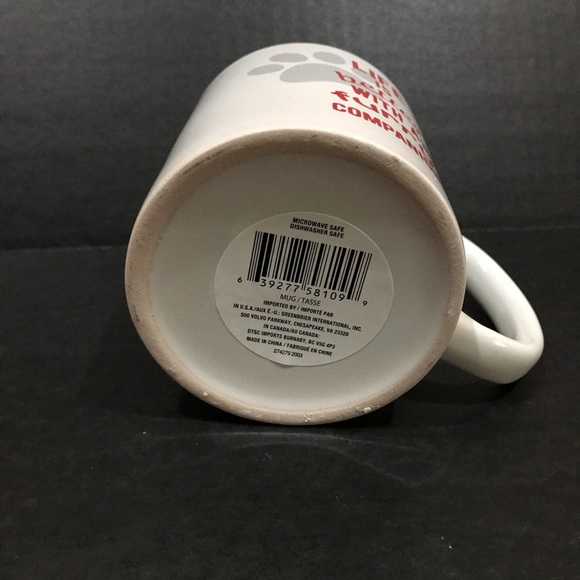 LIFE
WITH
COMPAN
MICROWAVE SAFE
DISHWASHER SAFE
6 39277 58109 9
MUG / TASSE
IMPORTED BY / IMPORTÉ PAR
IN U.S.A./AUX É.-U.: GREENBRIER INTERNATIONAL, INC.
500 VOLVO PARKWAY, CHESAPEAKE, VA 23320
IN CANADA/AU CANADA:
DTSC IMPORTS BURNABY, BC V5G 4P3
MADE IN CHINA / FABRIQUÉ EN CHINE
274279 2003